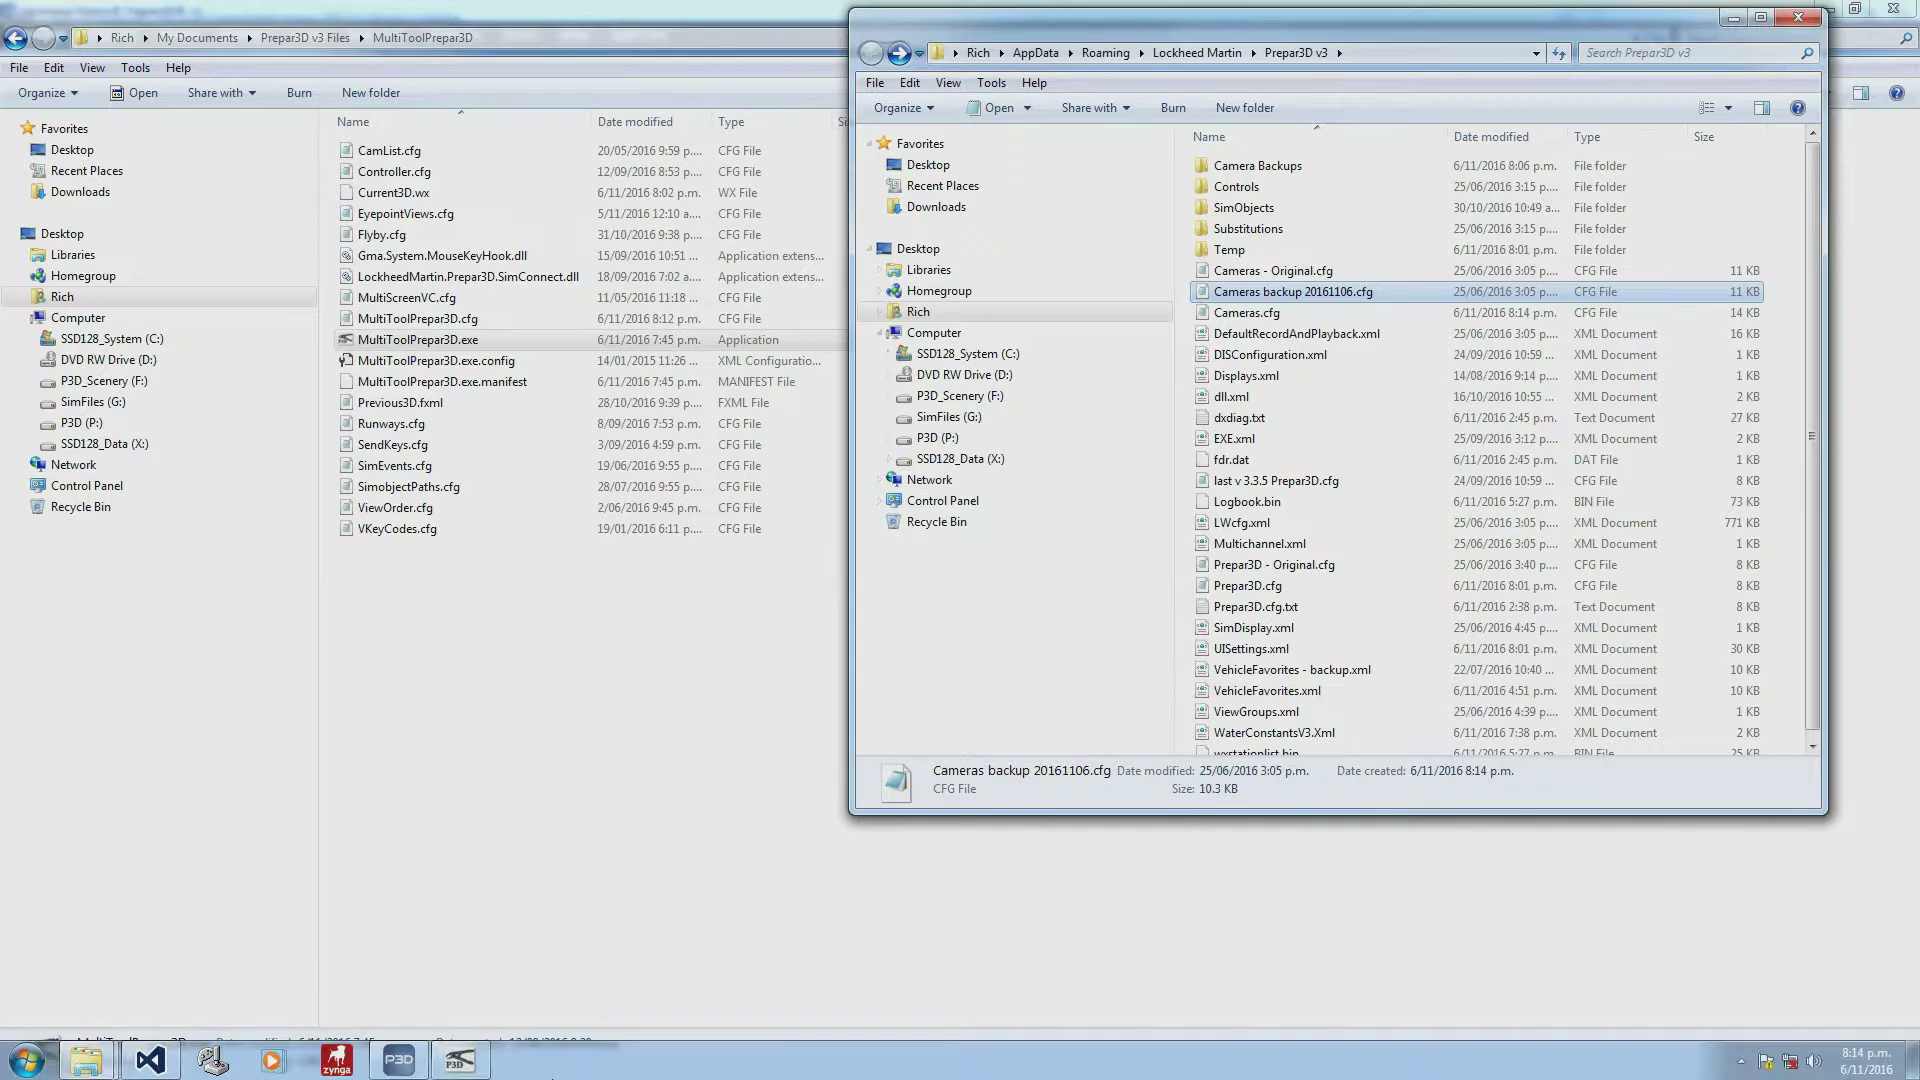 Rich ▸ My Documents ▸ Prepar3D v3 Files ▸ MultiToolPrepar3D
File Edit View Tools Help
Organize Open Share with Burn New folder
Favorites
Desktop
Recent Places
Downloads
Desktop
Libraries
Homegroup
Rich
Computer
SSD128_System (C:)
DVD RW Drive (D:)
P3D_Scenery (F:)
SimFiles (G:)
P3D (P:)
SSD128_Data (X:)
Network
Control Panel
Recycle Bin
Name Date modified Type
CamList.cfg 20/05/2016 9:59 p.... CFG File
Controller.cfg 12/09/2016 8:53 p.... CFG File
Current3D.wx 6/11/2016 8:02 p.m. WX File
EyepointViews.cfg 5/11/2016 12:10 a.... CFG File
Flyby.cfg 31/10/2016 9:38 p.... CFG File
Gma.System.MouseKeyHook.dll 15/09/2016 10:51 ... Application extens...
LockheedMartin.Prepar3D.SimConnect.dll 18/09/2016 7:02 a.... Application extens...
MultiScreenVC.cfg 11/05/2016 11:18 ... CFG File
MultiToolPrepar3D.cfg 6/11/2016 8:12 p.m. CFG File
MultiToolPrepar3D.exe 6/11/2016 7:45 p.m. Application
MultiToolPrepar3D.exe.config 14/01/2015 11:26 ... XML Configuratio...
MultiToolPrepar3D.exe.manifest 6/11/2016 7:45 p.m. MANIFEST File
Previous3D.fxml 28/10/2016 9:39 p.... FXML File
Runways.cfg 8/09/2016 7:53 p.m. CFG File
SendKeys.cfg 3/09/2016 4:59 p.m. CFG File
SimEvents.cfg 19/06/2016 9:55 p.... CFG File
SimobjectPaths.cfg 28/07/2016 9:55 p.... CFG File
ViewOrder.cfg 2/06/2016 9:45 p.m. CFG File
VKeyCodes.cfg 19/01/2016 6:11 p.... CFG File
Rich ▸ AppData ▸ Roaming ▸ Lockheed Martin ▸ Prepar3D v3 ▸ Search Prepar3D v3
File Edit View Tools Help
Organize Open Share with Burn New folder
Favorites
Desktop
Recent Places
Downloads
Desktop
Libraries
Homegroup
Rich
Computer
SSD128_System (C:)
DVD RW Drive (D:)
P3D_Scenery (F:)
SimFiles (G:)
P3D (P:)
SSD128_Data (X:)
Network
Control Panel
Recycle Bin
Name Date modified Type Size
Camera Backups 6/11/2016 8:06 p.m. File folder
Controls 25/06/2016 3:15 p.... File folder
SimObjects 30/10/2016 10:49 a... File folder
Substitutions 25/06/2016 3:15 p.... File folder
Temp 6/11/2016 8:01 p.m. File folder
Cameras - Original.cfg 25/06/2016 3:05 p.... CFG File 11 KB
Cameras backup 20161106.cfg 25/06/2016 3:05 p.... CFG File 11 KB
Cameras.cfg 6/11/2016 8:14 p.m. CFG File 14 KB
DefaultRecordAndPlayback.xml 25/06/2016 3:05 p.... XML Document 16 KB
DISConfiguration.xml 24/09/2016 10:59 ... XML Document 1 KB
Displays.xml 14/08/2016 9:14 p.... XML Document 1 KB
dll.xml 16/10/2016 10:55 ... XML Document 2 KB
dxdiag.txt 6/11/2016 2:45 p.m. Text Document 27 KB
EXE.xml 25/09/2016 3:12 p.... XML Document 2 KB
fdr.dat 6/11/2016 2:45 p.m. DAT File 1 KB
last v 3.3.5 Prepar3D.cfg 24/09/2016 10:59 ... CFG File 8 KB
Logbook.bin 6/11/2016 5:27 p.m. BIN File 73 KB
LWcfg.xml 25/06/2016 3:05 p.... XML Document 771 KB
Multichannel.xml 25/06/2016 3:05 p.... XML Document 1 KB
Prepar3D - Original.cfg 25/06/2016 3:40 p.... CFG File 8 KB
Prepar3D.cfg 6/11/2016 8:01 p.m. CFG File 8 KB
Prepar3D.cfg.txt 6/11/2016 2:38 p.m. Text Document 8 KB
SimDisplay.xml 25/06/2016 4:45 p.... XML Document 1 KB
UISettings.xml 6/11/2016 8:01 p.m. XML Document 30 KB
VehicleFavorites - backup.xml 22/07/2016 10:40 ... XML Document 10 KB
VehicleFavorites.xml 6/11/2016 4:51 p.m. XML Document 10 KB
ViewGroups.xml 25/06/2016 4:39 p.... XML Document 1 KB
WaterConstantsV3.Xml 6/11/2016 7:38 p.m. XML Document 2 KB
wxstationlist.bin 6/11/2016 5:27 p.m. BIN File 25 KB
Cameras backup 20161106.cfg Date modified: 25/06/2016 3:05 p.m. Date created: 6/11/2016 8:14 p.m.
CFG File Size: 10.3 KB
zynga
P3D
P3D
8:14 p.m.
6/11/2016